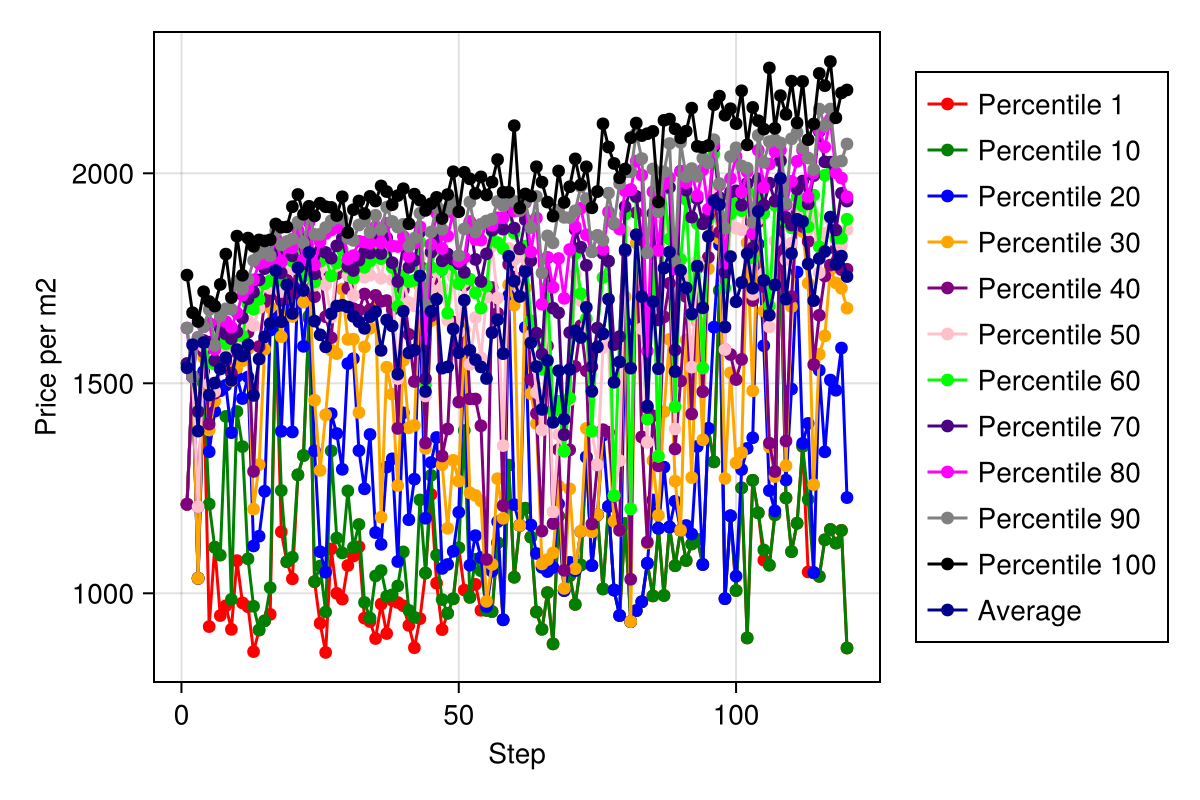 2000
1500
1000
Price per m2
0
50
100
Step
Percentile 1
Percentile 10
Percentile 20
Percentile 30
Percentile 40
Percentile 50
Percentile 60
Percentile 70
Percentile 80
Percentile 90
Percentile 100
Average